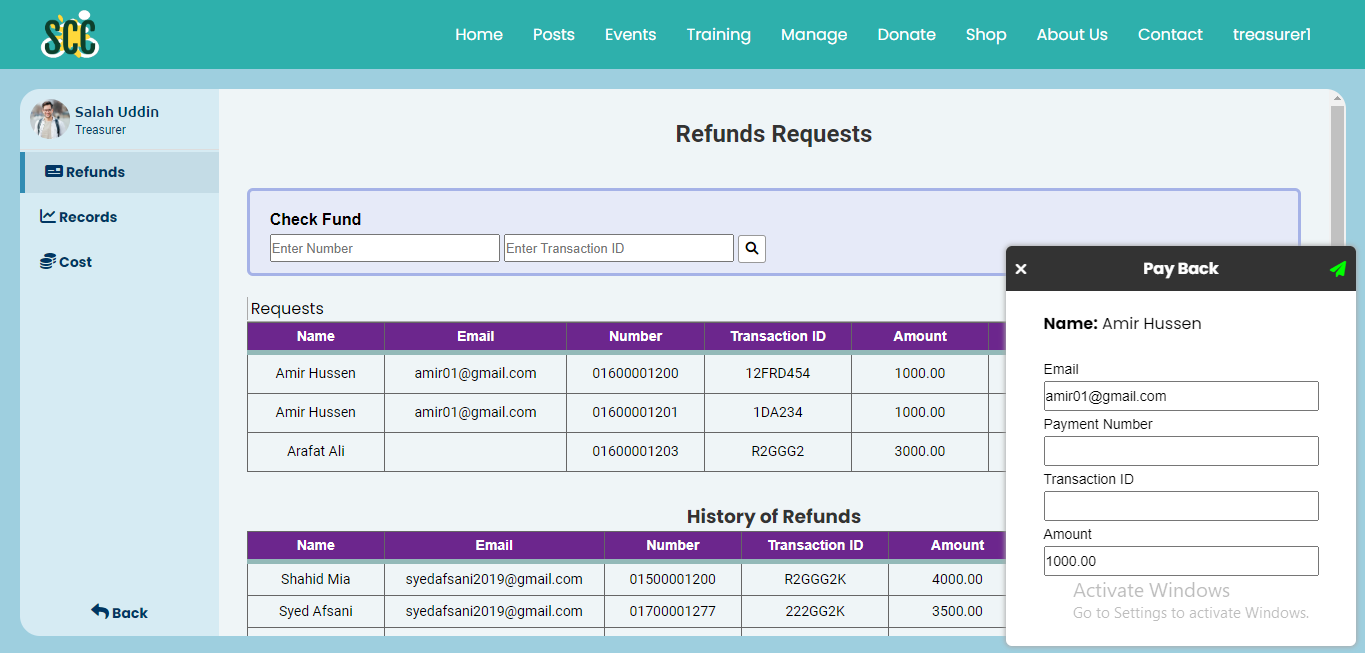 SCC
Home Posts Events Training Manage Donate Shop About Us Contact treasurer1
Salah Uddin
Treasurer
Refunds
Records
Cost
Back
Refunds Requests
Check Fund
Enter Number Enter Transaction ID
Requests
Name Email Number Transaction ID Amount
Amir Hussen amir01@gmail.com 01600001200 12FRD454 1000.00
Amir Hussen amir01@gmail.com 01600001201 1DA234 1000.00
Arafat Ali 01600001203 R2GGG2 3000.00
History of Refunds
Name Email Number Transaction ID Amount
Shahid Mia syedafsani2019@gmail.com 01500001200 R2GGG2K 4000.00
Syed Afsani syedafsani2019@gmail.com 01700001277 222GG2K 3500.00
Pay Back
Name: Amir Hussen
Email
amir01@gmail.com
Payment Number
Transaction ID
Amount
1000.00
Activate Windows
Go to Settings to activate Windows.